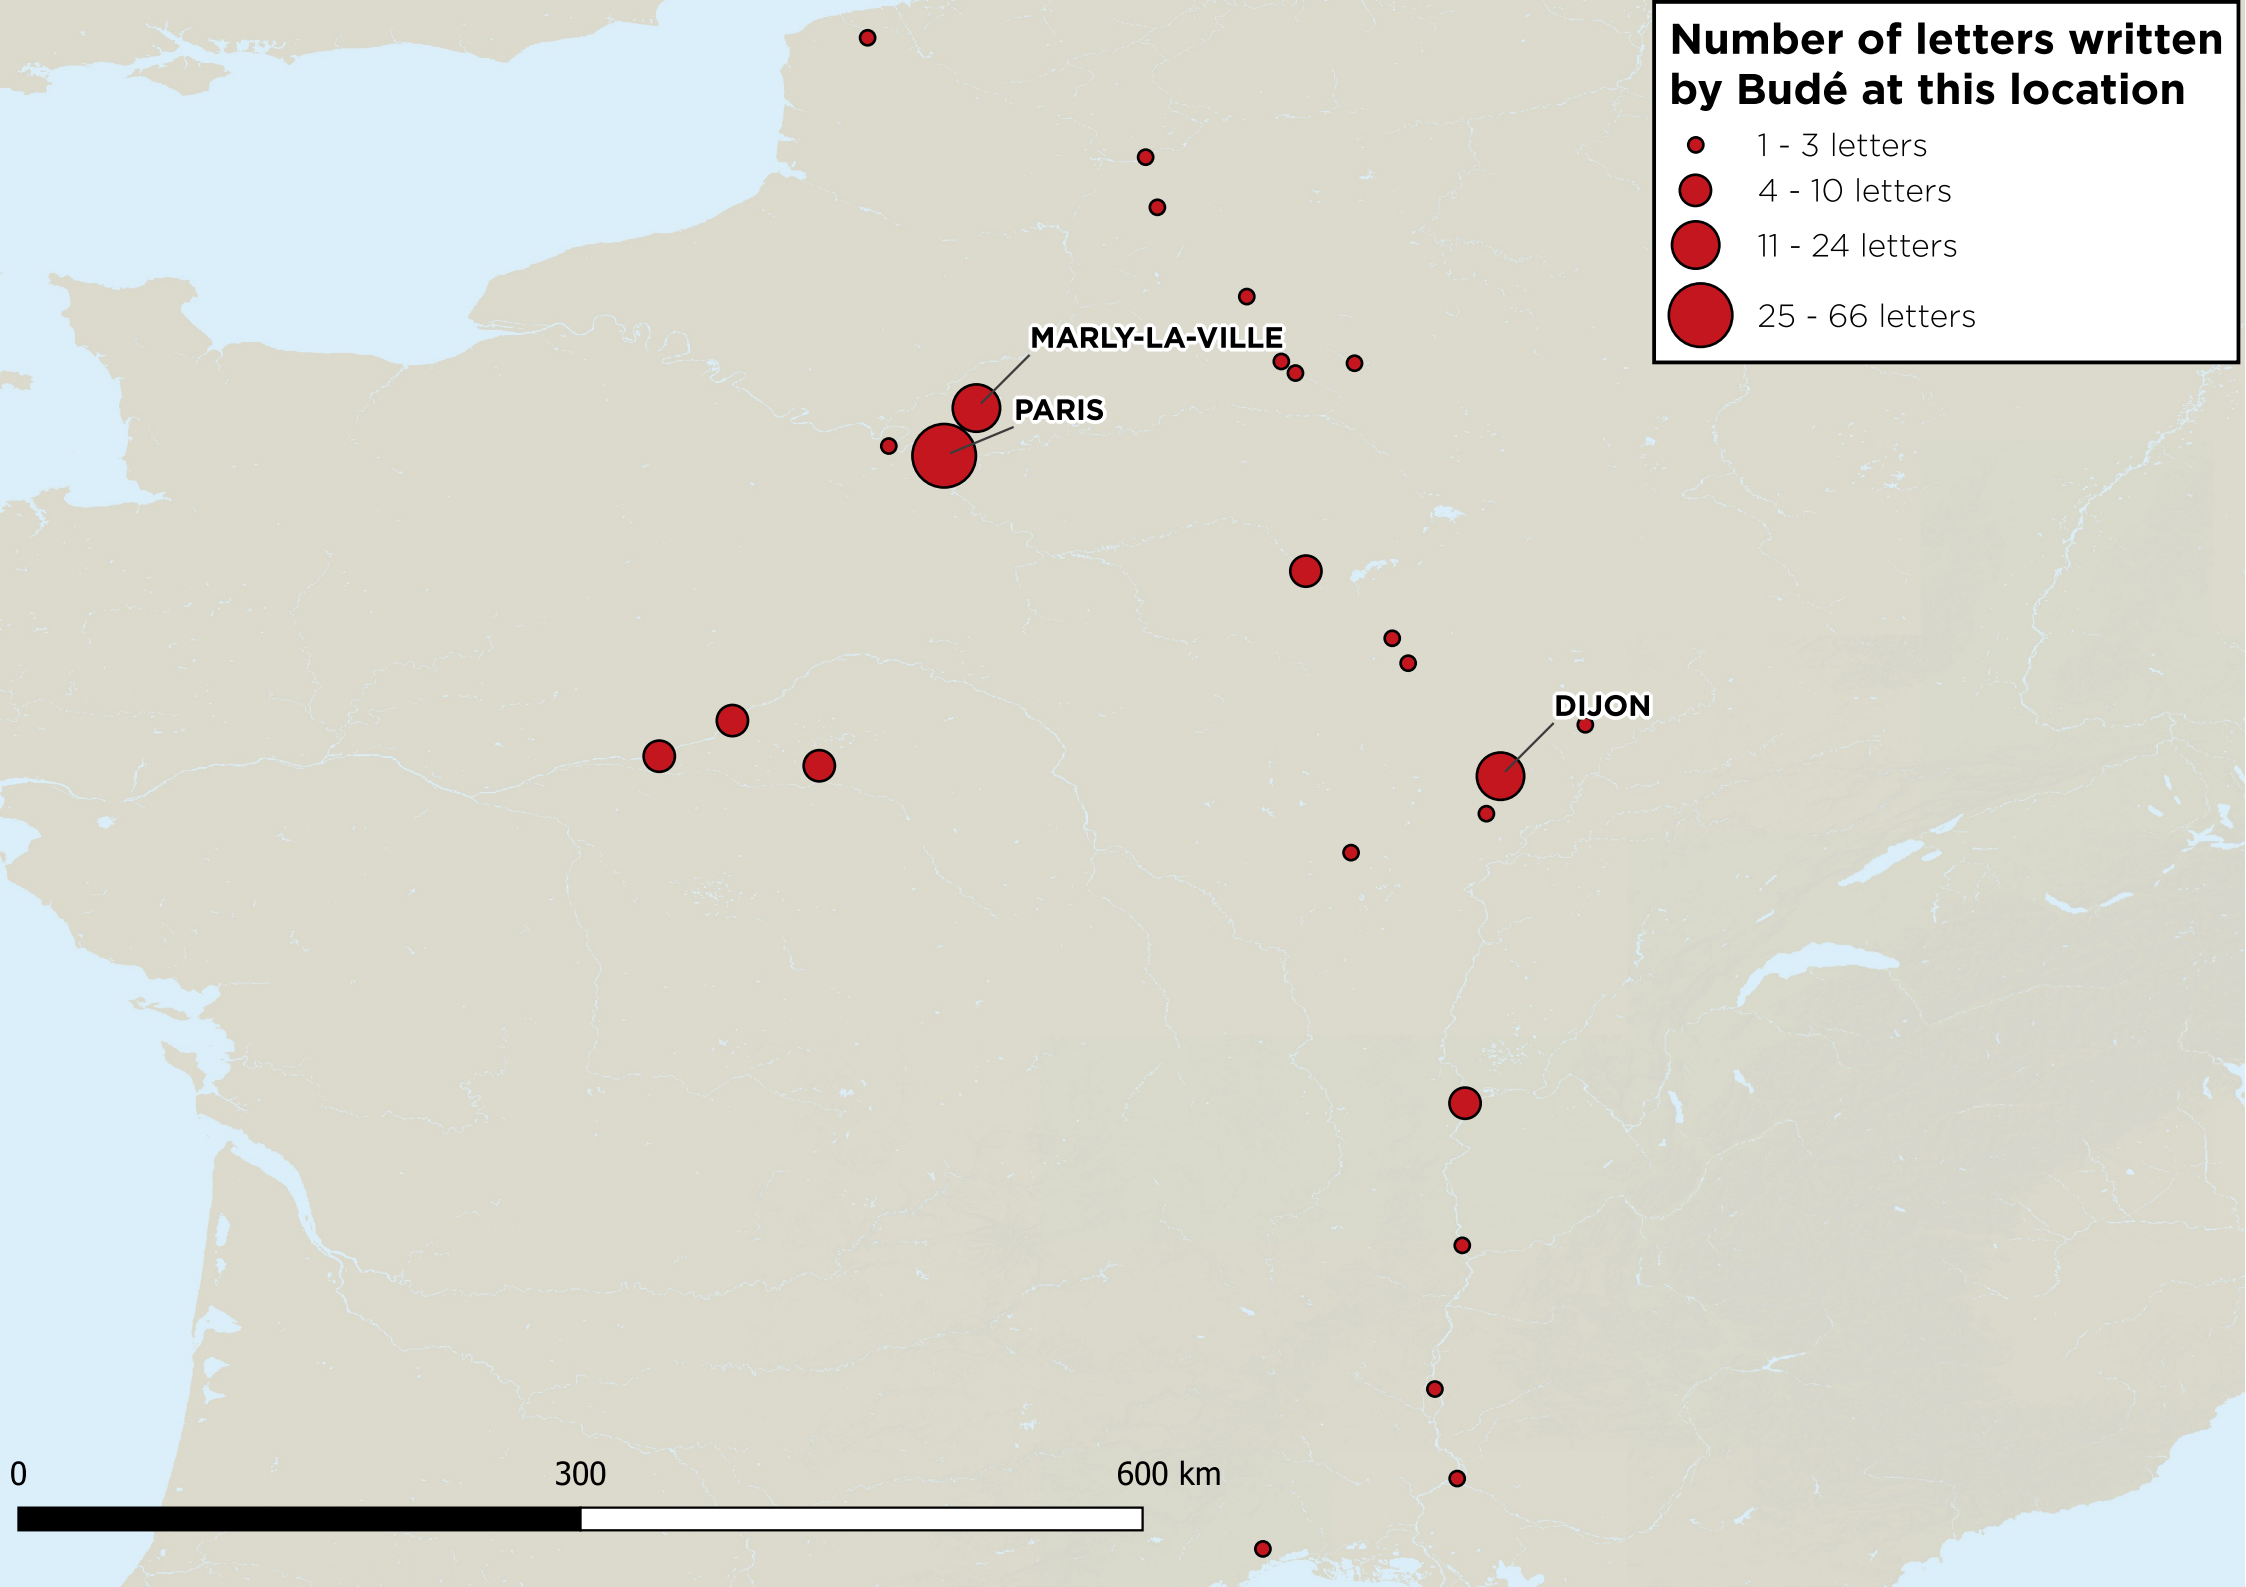 Number of letters written
by Budé at this location
1 - 3 letters
4 - 10 letters
11 - 24 letters
25 - 66 letters
MARLY-LA-VILLE
PARIS
DIJON
0 300 600 km